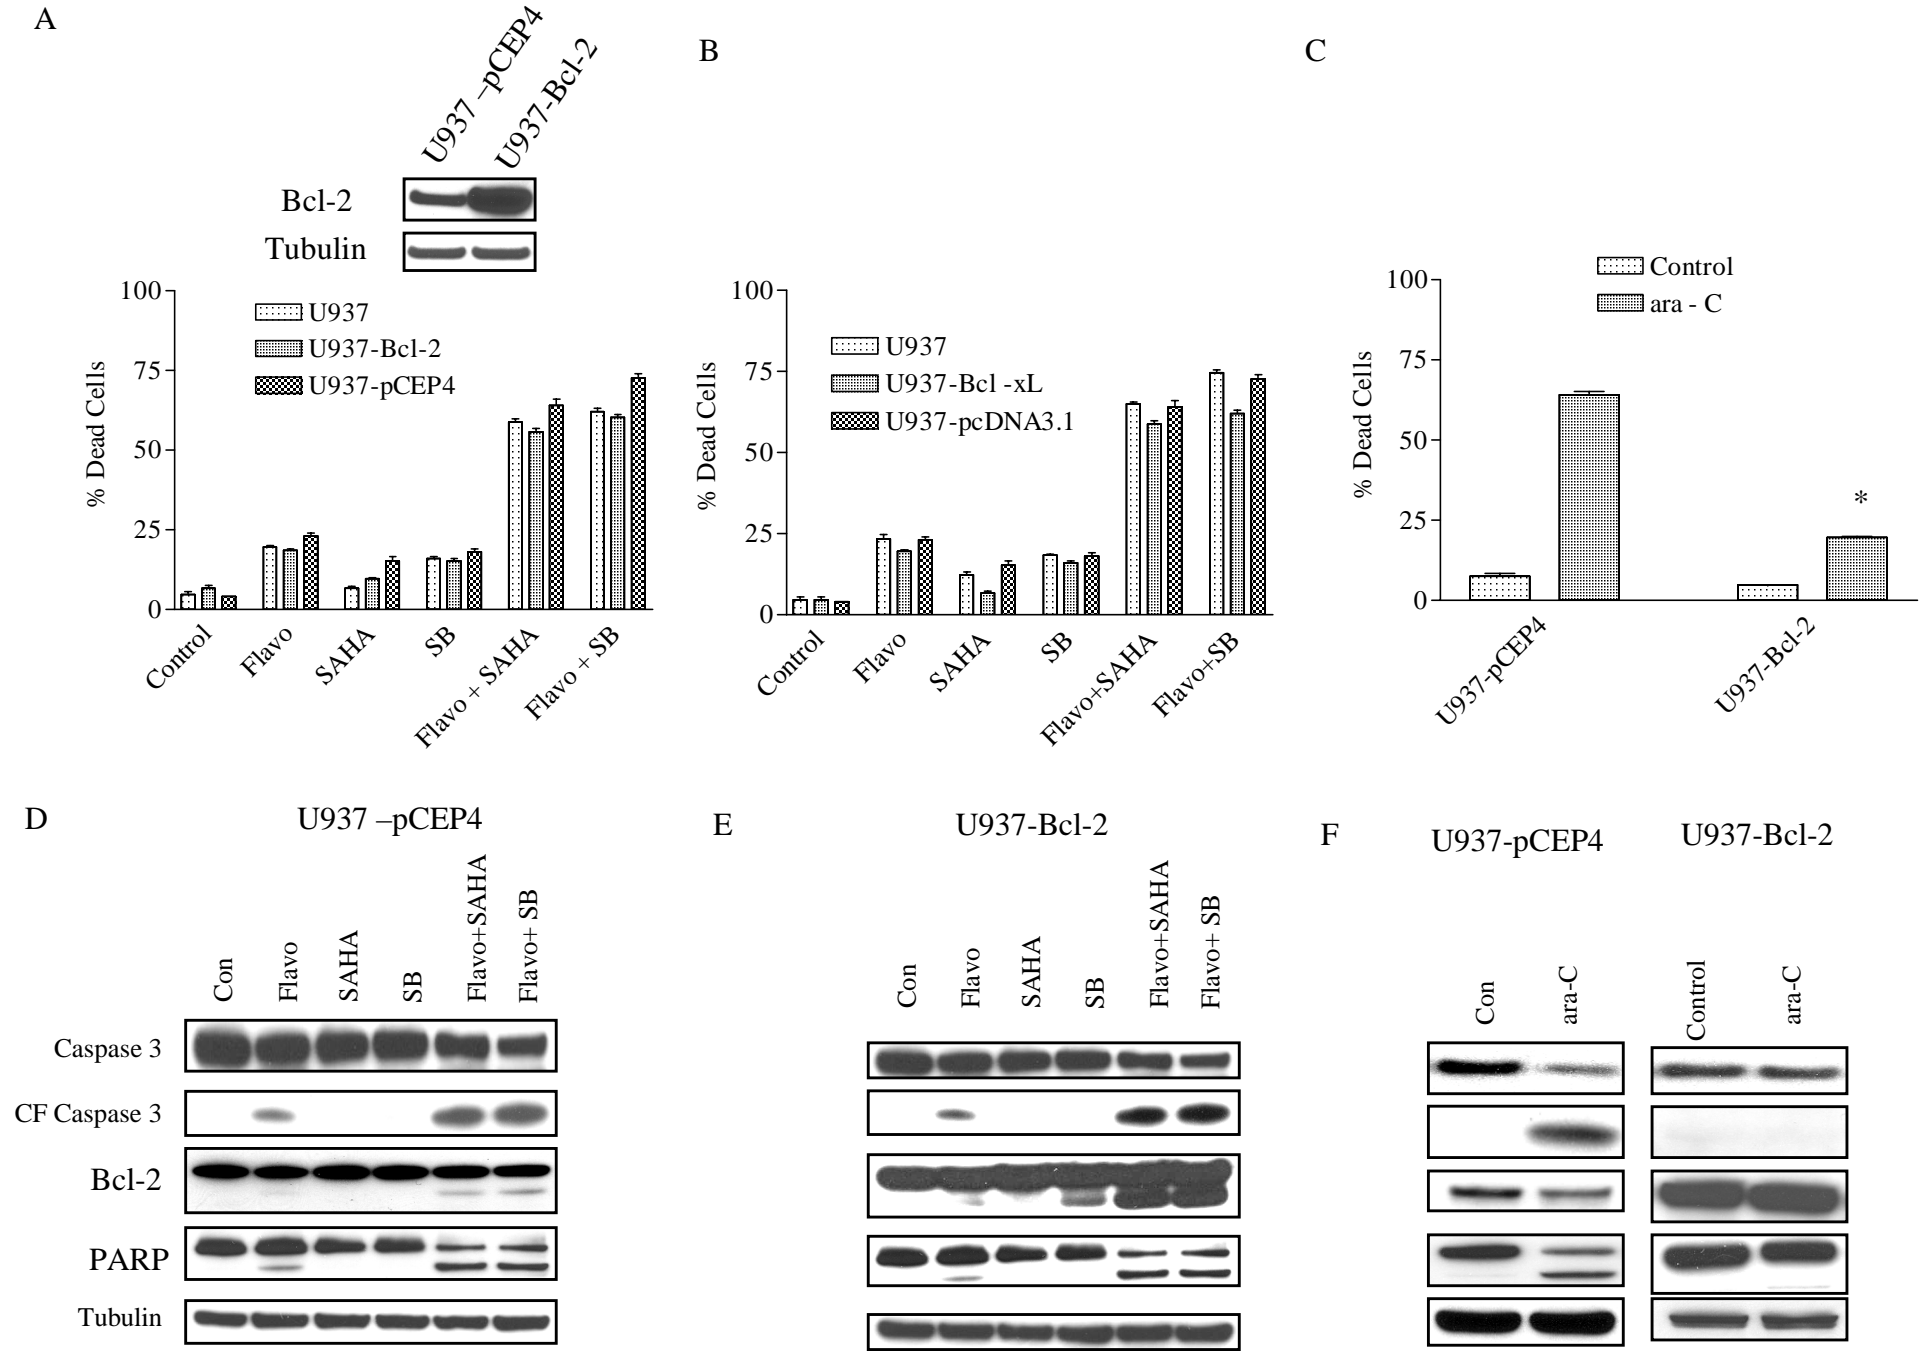 A
U937 –pCEP4
U937-Bcl-2
Bcl-2
Tubulin
100
75
50
25
0
% Dead Cells
U937
U937-Bcl-2
U937-pCEP4
Control
Flavo
SAHA
SB
Flavo + SAHA
Flavo + SB
B
100
75
50
25
0
% Dead Cells
U937
U937-Bcl -xL
U937-pcDNA3.1
Control
Flavo
SAHA
SB
Flavo+SAHA
Flavo+SB
C
100
75
50
25
0
% Dead Cells
Control
ara - C
*
U937-pCEP4
U937-Bcl-2
D
U937 –pCEP4
Con
Flavo
SAHA
SB
Flavo+SAHA
Flavo+ SB
Caspase 3
CF Caspase 3
Bcl-2
PARP
Tubulin
E
U937-Bcl-2
Con
Flavo
SAHA
SB
Flavo+SAHA
Flavo+ SB
F
U937-pCEP4
U937-Bcl-2
Con
ara-C
Control
ara-C